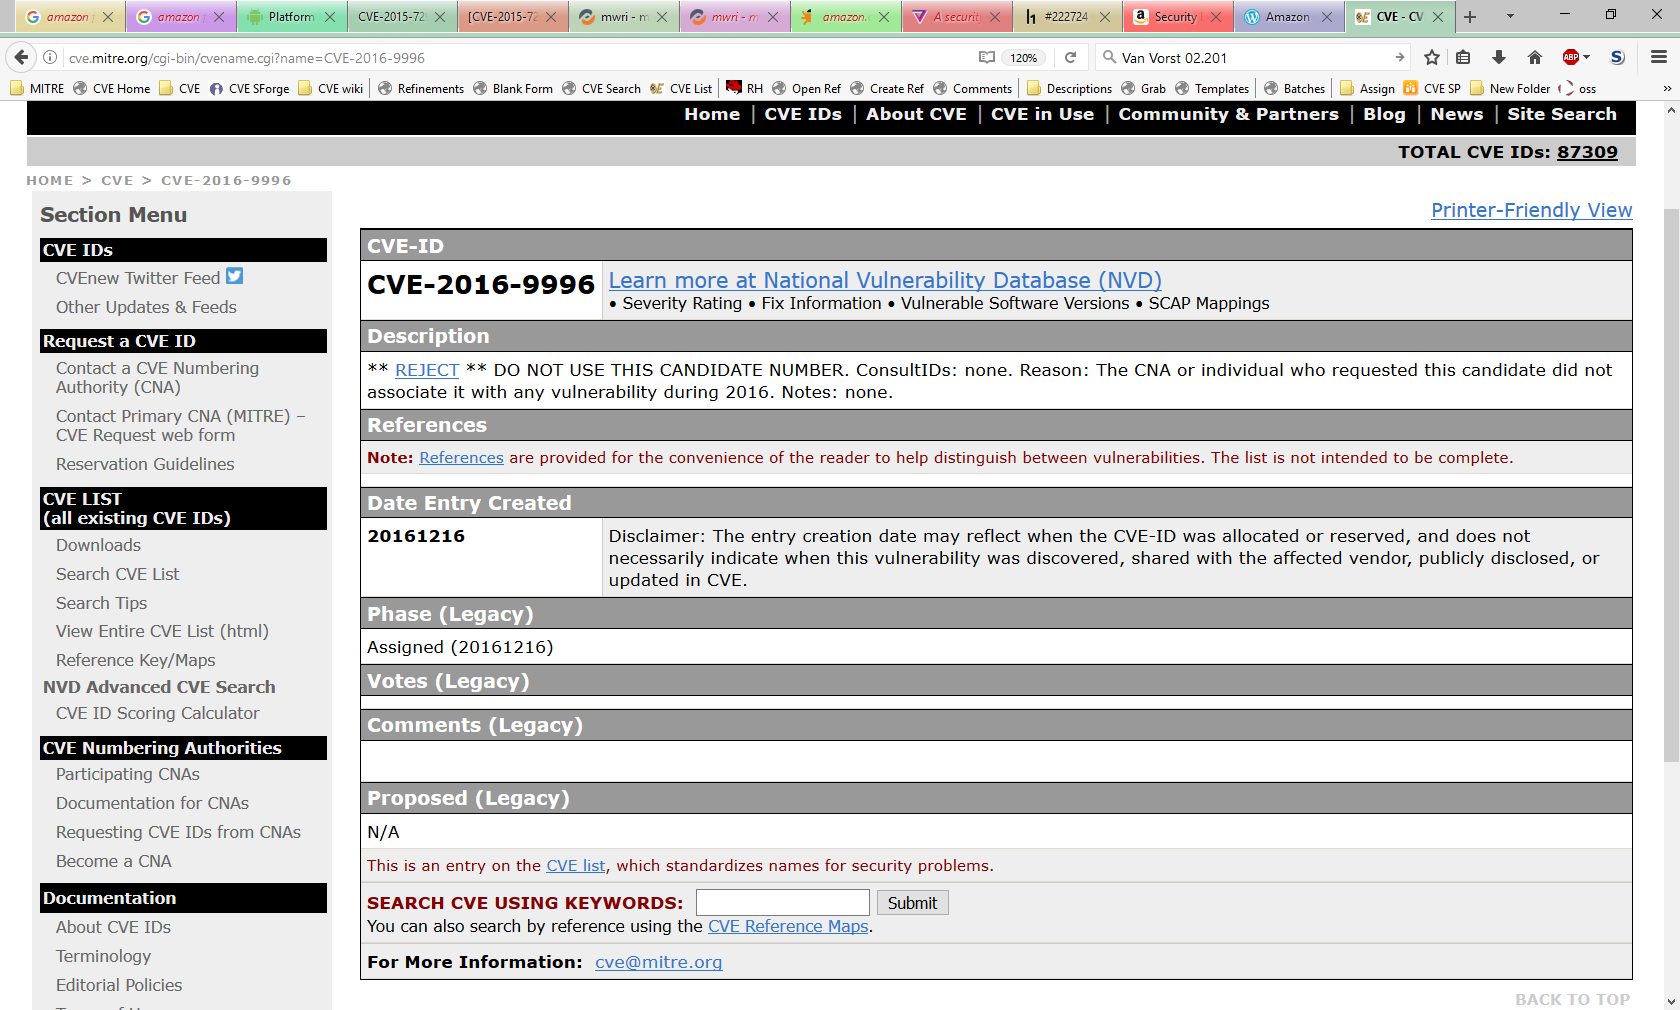 amazon
amazon
Platform
CVE-2015-72
[CVE-2015-72
mwri - m
mwri - m
amazon.
A securit
#222724
Security
Amazon
CVE - CV
cve.mitre.org/cgi-bin/cvename.cgi?name=CVE-2016-9996
120%
Van Vorst 02.201
ABP
MITRE
CVE Home
CVE
CVE SForge
CVE wiki
Refinements
Blank Form
CVE Search
CVE List
RH
Open Ref
Create Ref
Comments
Descriptions
Grab
Templates
Batches
Assign
CVE SP
New Folder
oss
Home | CVE IDs | About CVE | CVE in Use | Community & Partners | Blog | News | Site Search
TOTAL CVE IDs: 87309
HOME > CVE > CVE-2016-9996
Section Menu
CVE IDs
CVEnew Twitter Feed
Other Updates & Feeds
Request a CVE ID
Contact a CVE Numbering
Authority (CNA)
Contact Primary CNA (MITRE) –
CVE Request web form
Reservation Guidelines
CVE LIST
(all existing CVE IDs)
Downloads
Search CVE List
Search Tips
View Entire CVE List (html)
Reference Key/Maps
NVD Advanced CVE Search
CVE ID Scoring Calculator
CVE Numbering Authorities
Participating CNAs
Documentation for CNAs
Requesting CVE IDs from CNAs
Become a CNA
Documentation
About CVE IDs
Terminology
Editorial Policies
Printer-Friendly View
CVE-ID
CVE-2016-9996
Learn more at National Vulnerability Database (NVD)
• Severity Rating • Fix Information • Vulnerable Software Versions • SCAP Mappings
Description
** REJECT ** DO NOT USE THIS CANDIDATE NUMBER. ConsultIDs: none. Reason: The CNA or individual who requested this candidate did not
associate it with any vulnerability during 2016. Notes: none.
References
Note: References are provided for the convenience of the reader to help distinguish between vulnerabilities. The list is not intended to be complete.
Date Entry Created
20161216
Disclaimer: The entry creation date may reflect when the CVE-ID was allocated or reserved, and does not
necessarily indicate when this vulnerability was discovered, shared with the affected vendor, publicly disclosed, or
updated in CVE.
Phase (Legacy)
Assigned (20161216)
Votes (Legacy)
Comments (Legacy)
Proposed (Legacy)
N/A
This is an entry on the CVE list, which standardizes names for security problems.
SEARCH CVE USING KEYWORDS:
Submit
You can also search by reference using the CVE Reference Maps.
For More Information: cve@mitre.org
BACK TO TOP